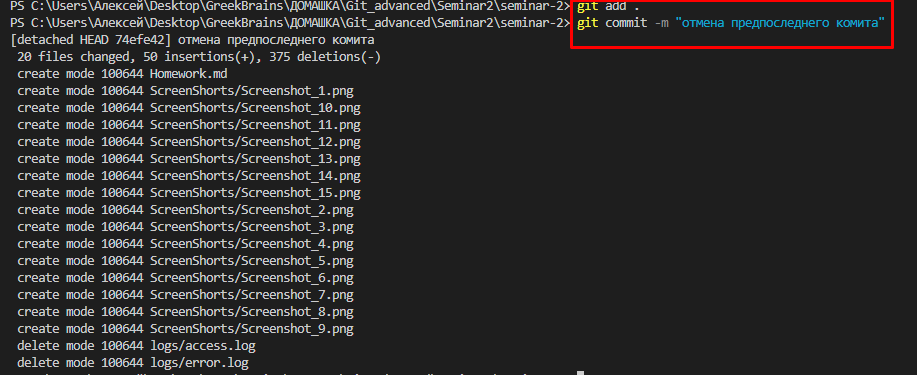 PS C:\Users\Алексей\Desktop\GreekBrains\ДОМАШКА\Git_advanced\Seminar2\seminar-2> git add .
PS C:\Users\Алексей\Desktop\GreekBrains\ДОМАШКА\Git_advanced\Seminar2\seminar-2> git commit -m "отмена предпоследнего комита"
[detached HEAD 74efe42] отмена предпоследнего комита
 20 files changed, 50 insertions(+), 375 deletions(-)
 create mode 100644 Homework.md
 create mode 100644 ScreenShorts/Screenshot_1.png
 create mode 100644 ScreenShorts/Screenshot_10.png
 create mode 100644 ScreenShorts/Screenshot_11.png
 create mode 100644 ScreenShorts/Screenshot_12.png
 create mode 100644 ScreenShorts/Screenshot_13.png
 create mode 100644 ScreenShorts/Screenshot_14.png
 create mode 100644 ScreenShorts/Screenshot_15.png
 create mode 100644 ScreenShorts/Screenshot_2.png
 create mode 100644 ScreenShorts/Screenshot_3.png
 create mode 100644 ScreenShorts/Screenshot_4.png
 create mode 100644 ScreenShorts/Screenshot_5.png
 create mode 100644 ScreenShorts/Screenshot_6.png
 create mode 100644 ScreenShorts/Screenshot_7.png
 create mode 100644 ScreenShorts/Screenshot_8.png
 create mode 100644 ScreenShorts/Screenshot_9.png
 delete mode 100644 logs/access.log
 delete mode 100644 logs/error.log